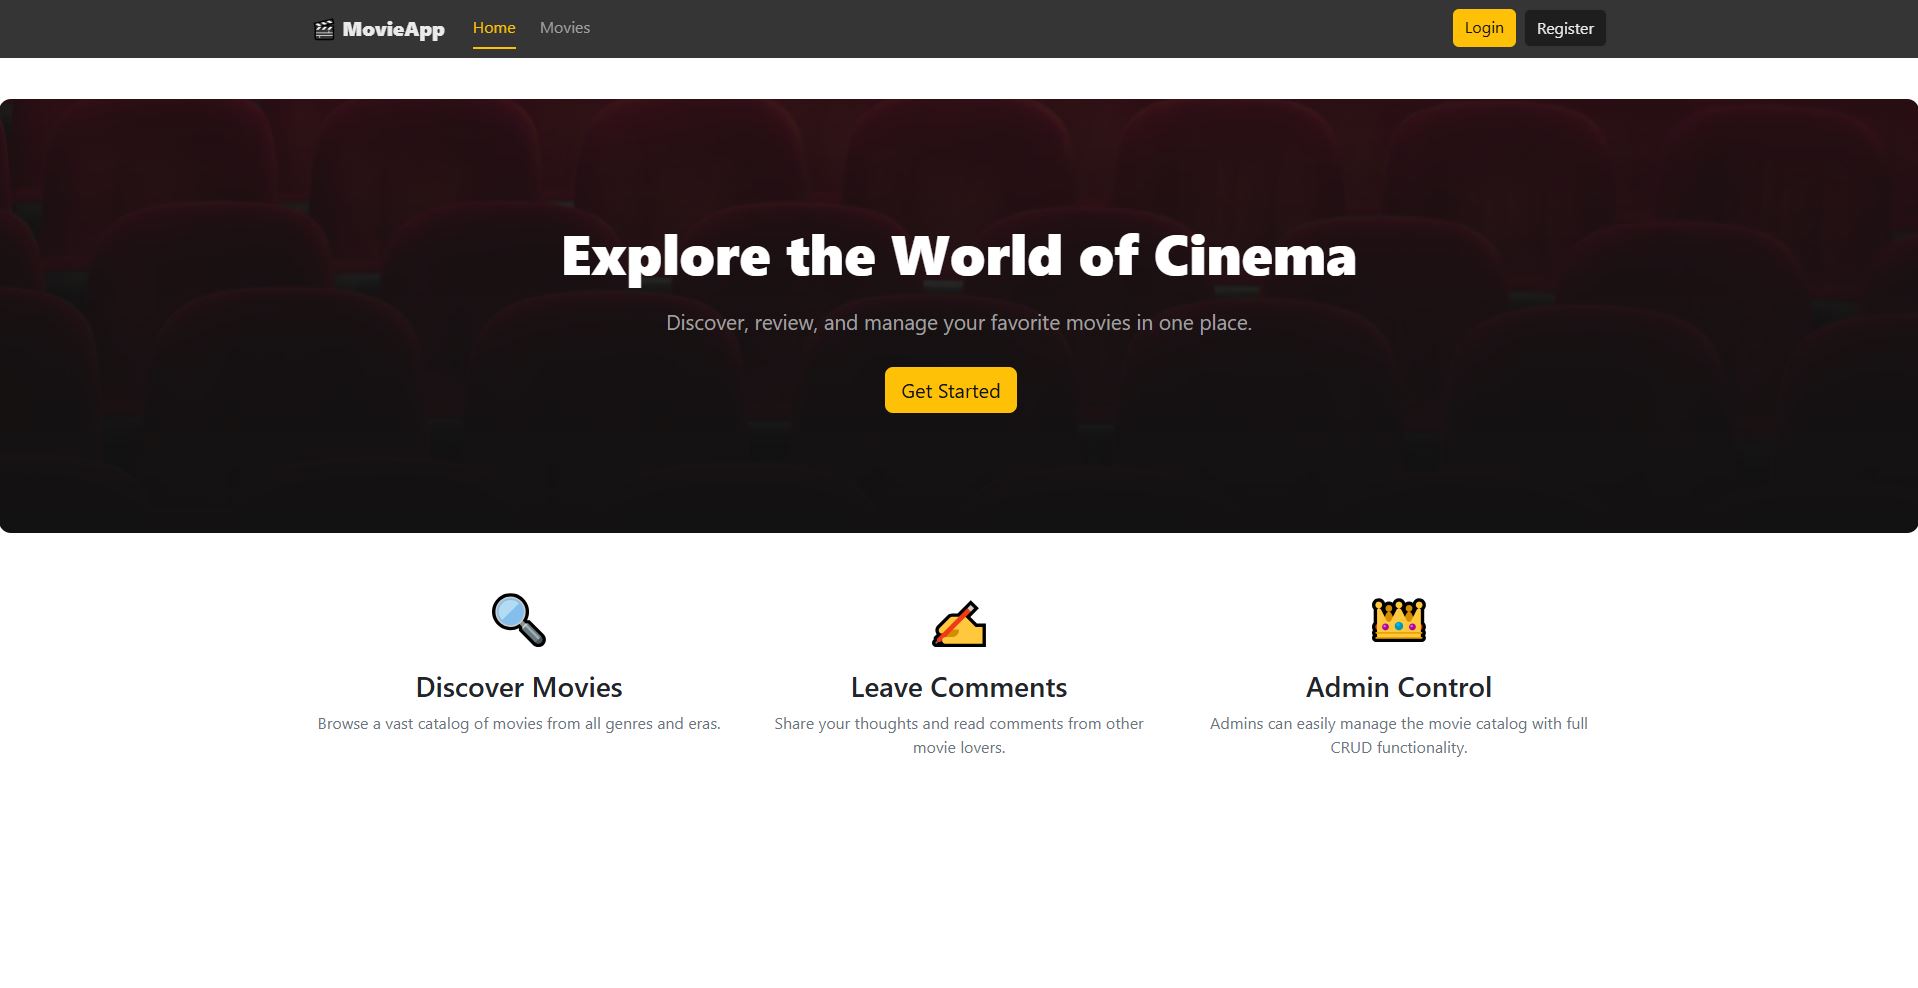 MovieApp
Home
Movies
Login
Register
Explore the World of Cinema
Discover, review, and manage your favorite movies in one place.
Get Started
Discover Movies
Browse a vast catalog of movies from all genres and eras.
Leave Comments
Share your thoughts and read comments from other
movie lovers.
Admin Control
Admins can easily manage the movie catalog with full
CRUD functionality.